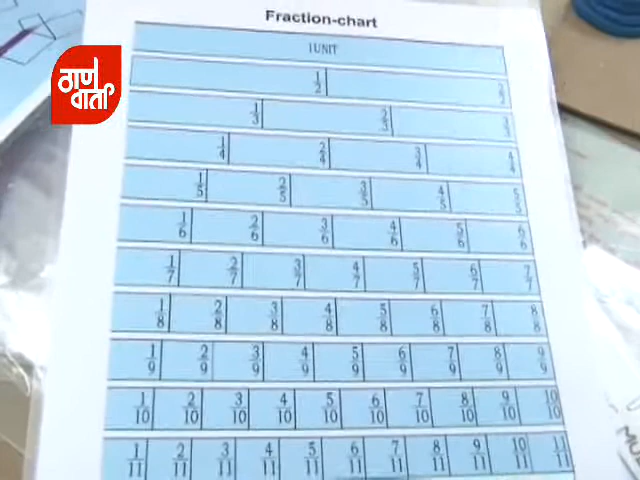 Fraction-chart
ठाणे
वार्ता
1 UNIT
1/2 2/2
1/3 2/3 3/3
1/4 2/4 3/4 4/4
1/5 2/5 3/5 4/5 5/5
1/6 2/6 3/6 4/6 5/6 6/6
1/7 2/7 3/7 4/7 5/7 6/7 7/7
1/8 2/8 3/8 4/8 5/8 6/8 7/8 8/8
1/9 2/9 3/9 4/9 5/9 6/9 7/9 8/9 9/9
1/10 2/10 3/10 4/10 5/10 6/10 7/10 8/10 9/10 10/10
1/11 2/11 3/11 4/11 5/11 6/11 7/11 8/11 9/11 10/11 11/11